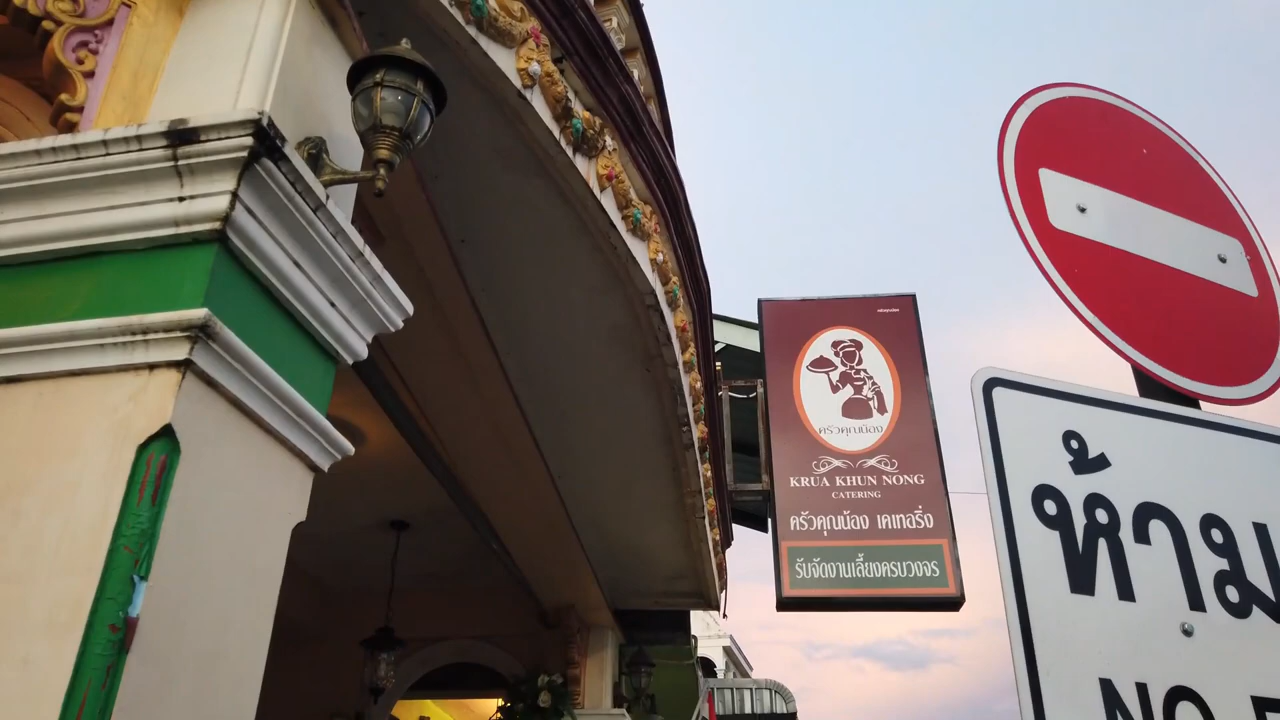 ครัวคุณน้อง
KRUA KHUN NONG
CATERING
ครัวคุณน้อง เคเทอริ่ง
รับจัดงานเลี้ยงครบวงจร
ห้าม
NO